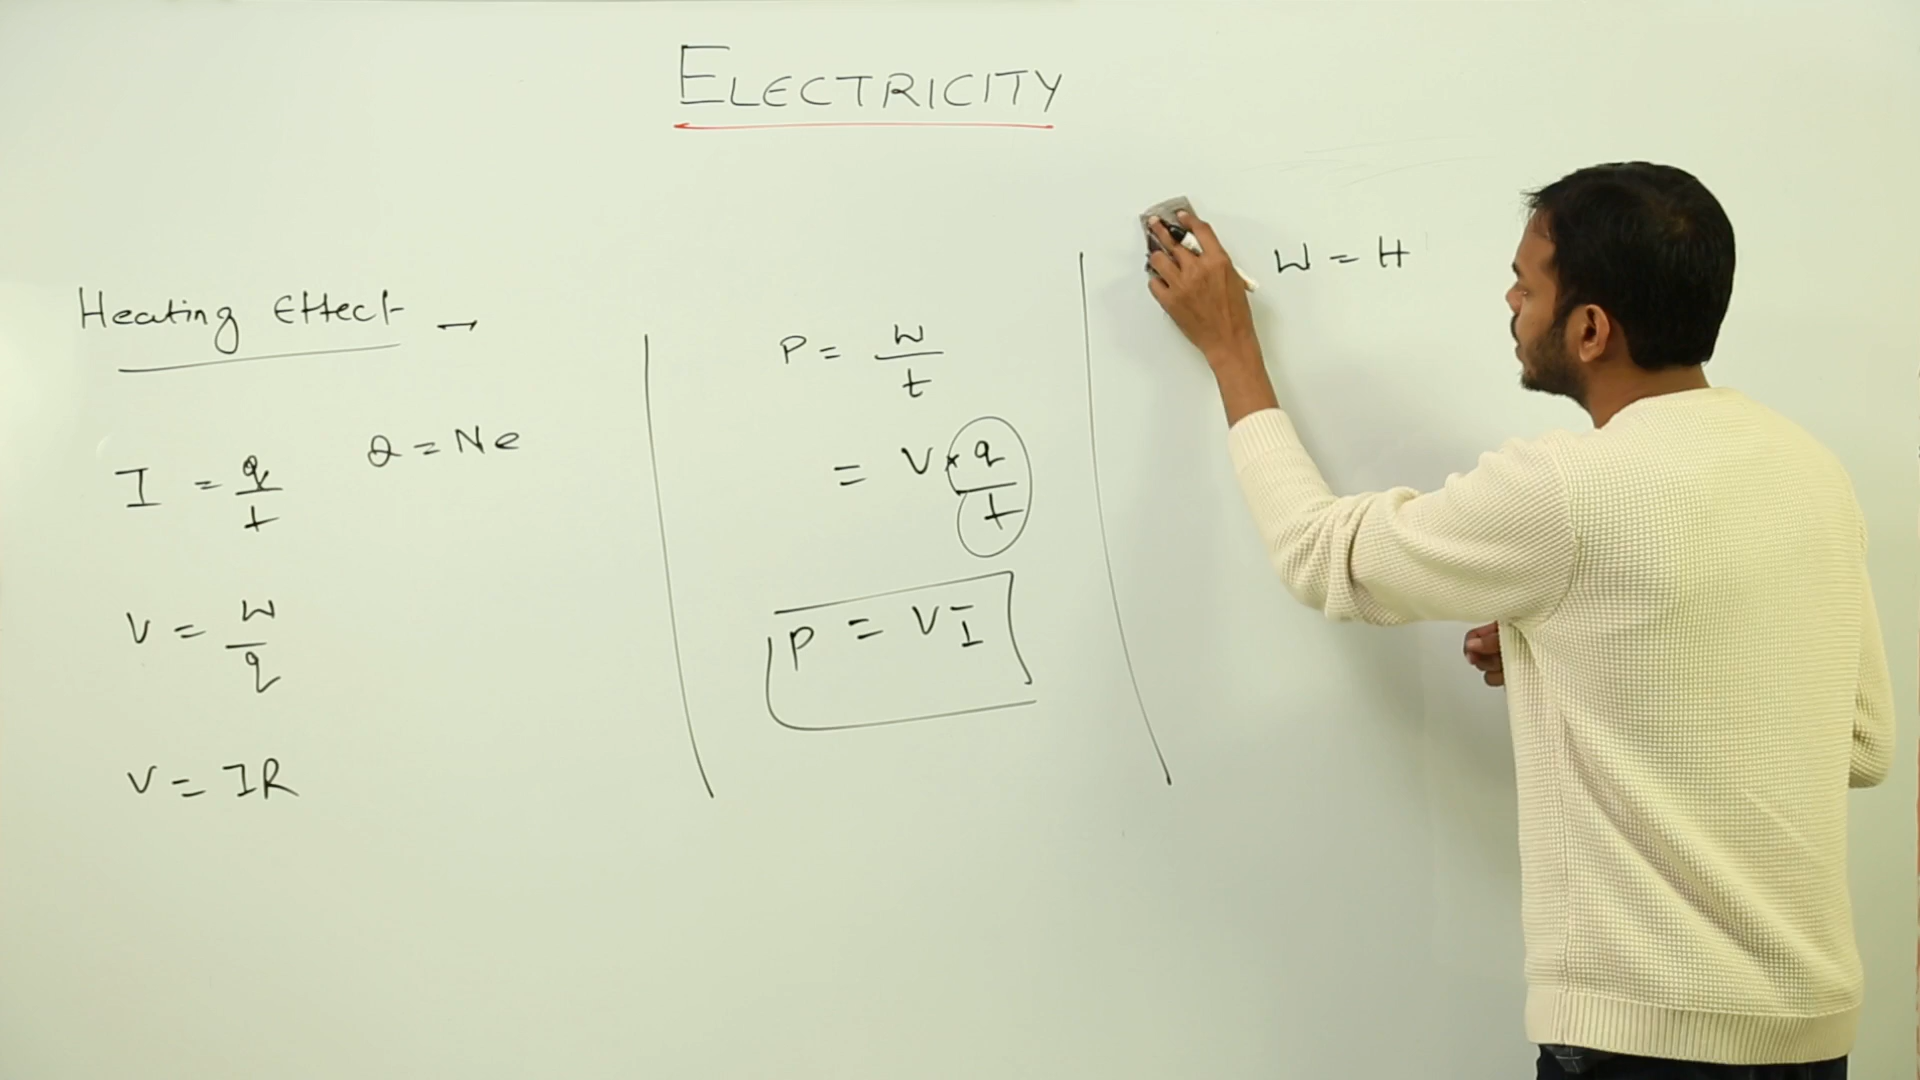 ELECTRICITY
Heating Effect →
I = q/t
Q = Ne
V = W/q
V = IR
P = W/t
= V × q/t
P = VI
W = H